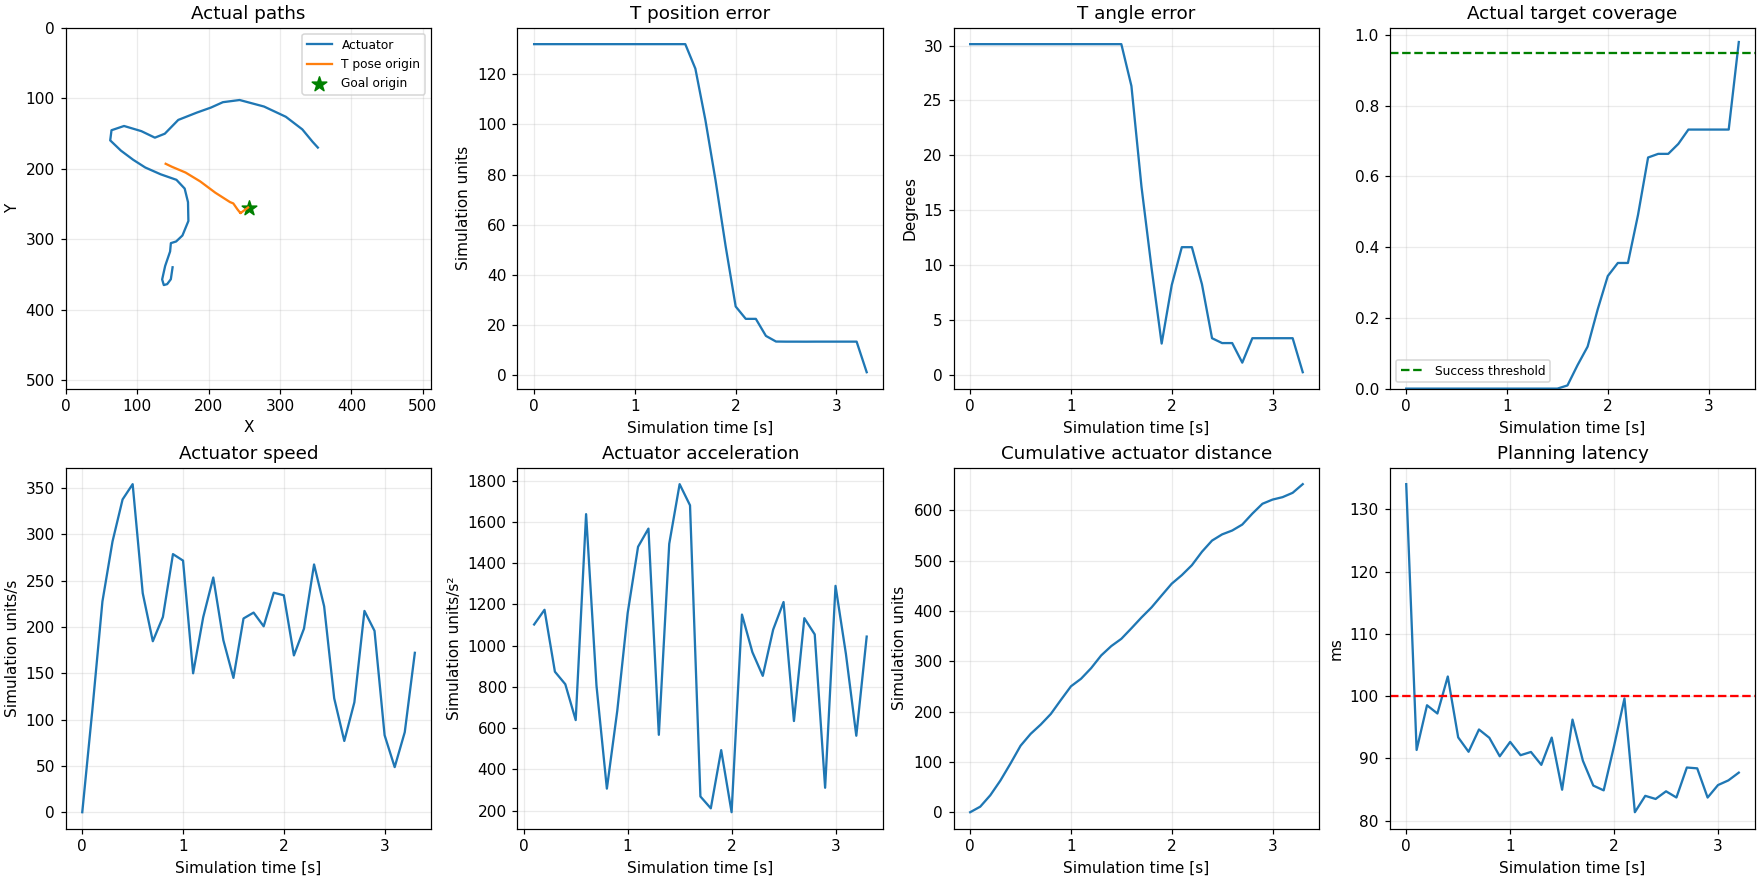 Actual paths
0
100
200
300
400
500
Y
0 100 200 300 400 500
X
Actuator
T pose origin
Goal origin
T position error
120
100
80
60
40
20
0
Simulation units
0 1 2 3
Simulation time [s]
T angle error
30
25
20
15
10
5
0
Degrees
0 1 2 3
Simulation time [s]
Actual target coverage
1.0
0.8
0.6
0.4
0.2
0.0
Success threshold
0 1 2 3
Simulation time [s]
Actuator speed
350
300
250
200
150
100
50
0
Simulation units/s
0 1 2 3
Simulation time [s]
Actuator acceleration
1800
1600
1400
1200
1000
800
600
400
200
Simulation units/s²
0 1 2 3
Simulation time [s]
Cumulative actuator distance
600
500
400
300
200
100
0
Simulation units
0 1 2 3
Simulation time [s]
Planning latency
130
120
110
100
90
80
ms
0 1 2 3
Simulation time [s]